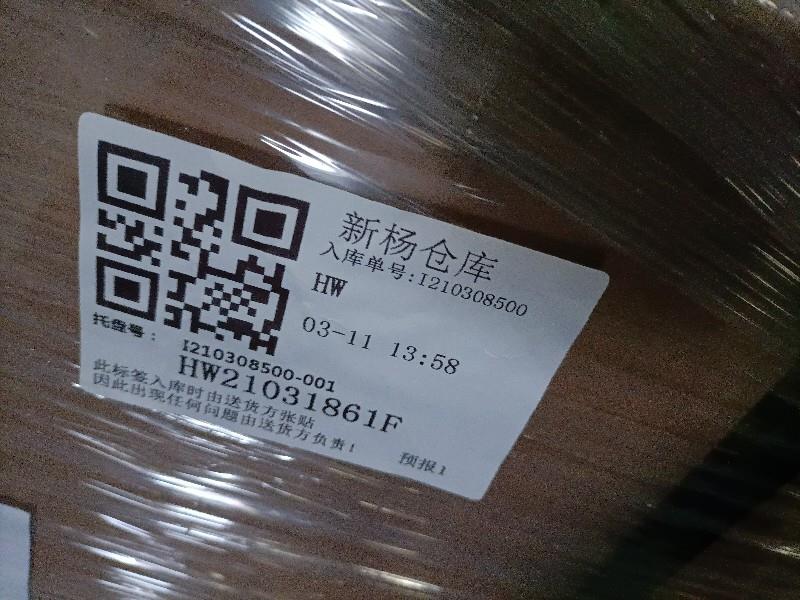 新杨仓库
入库单号:I210308500
HW
03-11 13:58
托盘号：
I210308500-001
HW21031861F
此标签入库时由送货方张贴
因此出现任何问题由送货方负责!
预报1